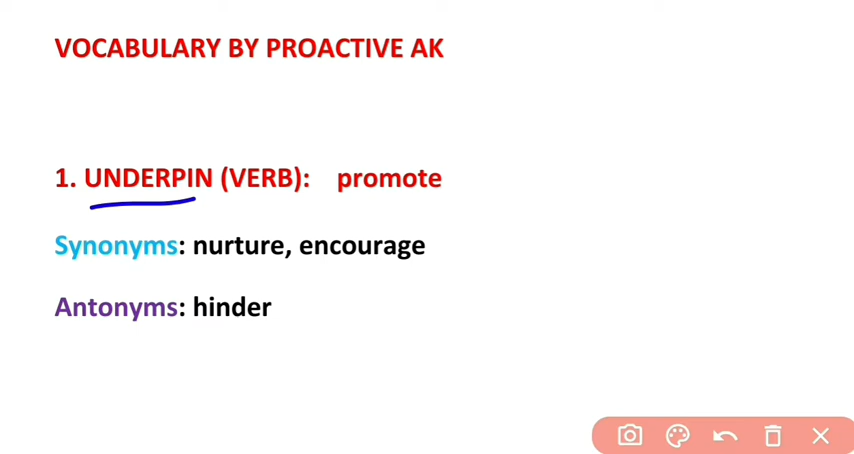 VOCABULARY BY PROACTIVE AK
1. UNDERPIN (VERB): promote
Synonyms: nurture, encourage
Antonyms: hinder